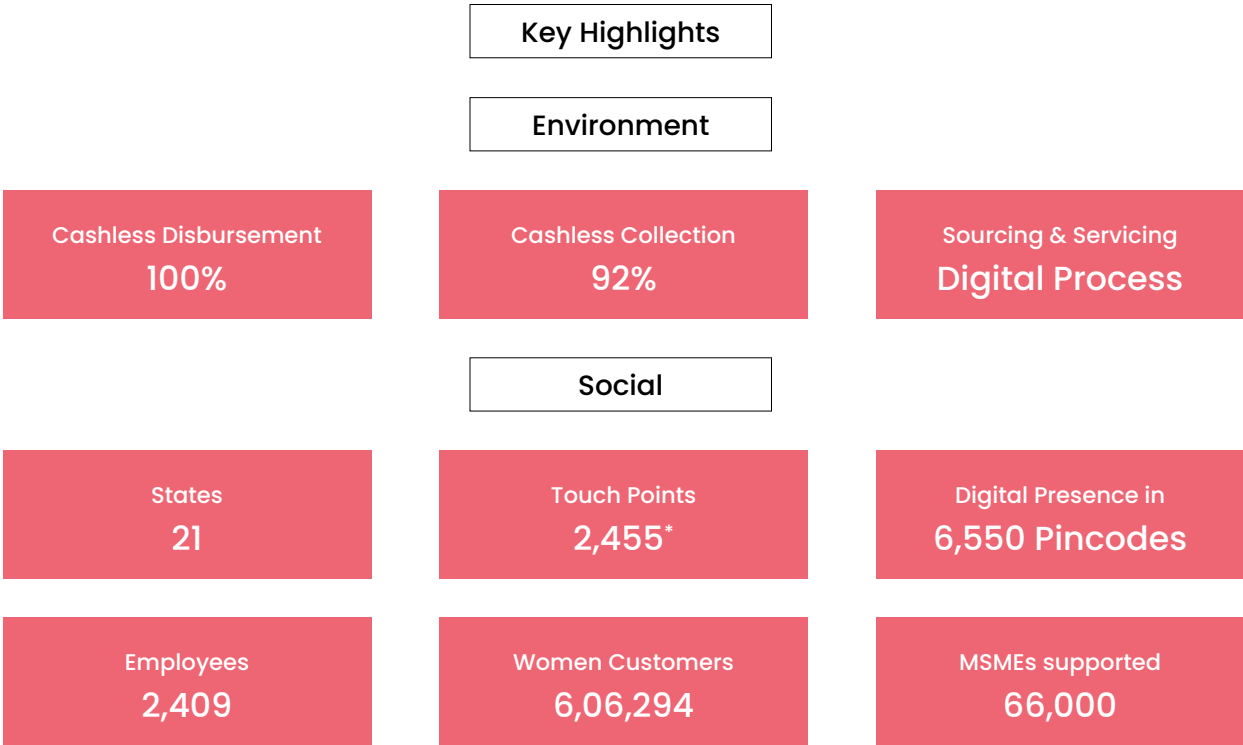 Key Highlights
Environment
Cashless Disbursement
100%
Cashless Collection
92%
Sourcing & Servicing
Digital Process
Social
States
21
Touch Points
2,455*
Digital Presence in
6,550 Pincodes
Employees
2,409
Women Customers
6,06,294
MSMEs supported
66,000